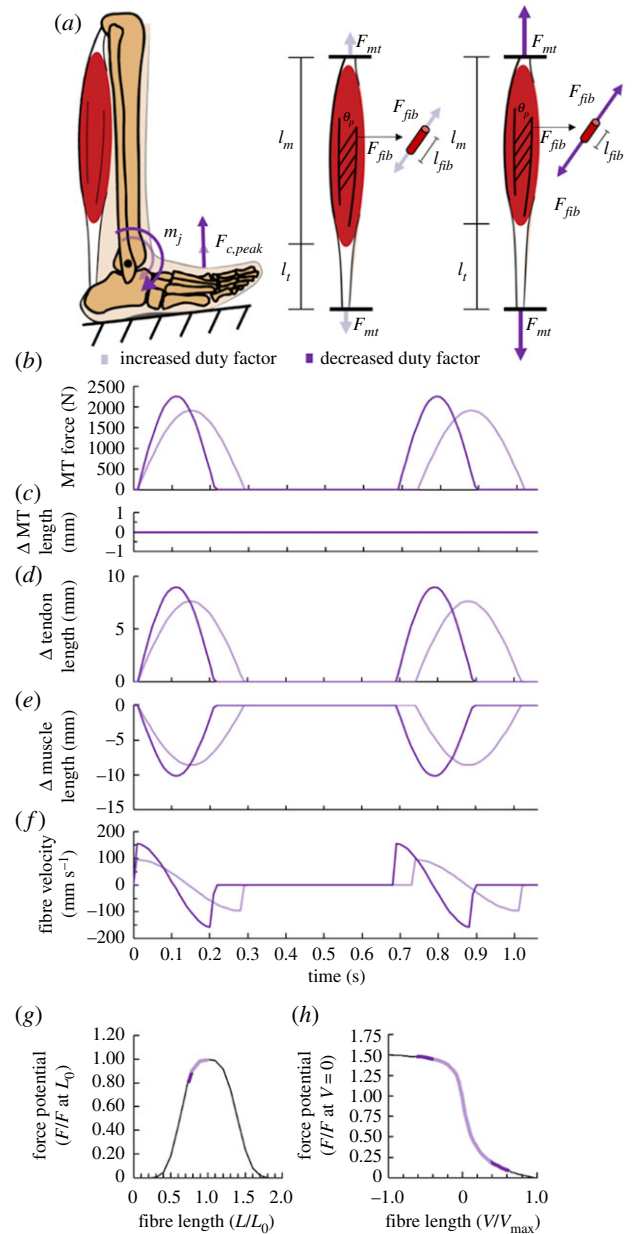 (a)
F_mt
F_mt
F_fib
F_fib
θ_p
θ_p
l_m
F_fib
l_fib
l_m
F_fib
l_fib
m_j
F_c,peak
F_fib
l_t
l_t
F_mt
F_mt
(b)
increased duty factor
decreased duty factor
MT force (N)
2500
2000
1500
1000
500
0
(c)
Δ MT
length
(mm)
1
0
–1
(d)
Δ tendon
length (mm)
10
5
0
(e)
Δ muscle
length (mm)
0
–5
–10
–15
(f)
fibre velocity
(mm s⁻¹)
200
100
0
–100
–200
0 0.1 0.2 0.3 0.4 0.5 0.6 0.7 0.8 0.9 1.0
time (s)
(g)
force potential
(F/F at L₀)
1.20
1.00
0.80
0.60
0.40
0.20
0
0 0.5 1.0 1.5 2.0
fibre length (L/L₀)
(h)
force potential
(F/F at V = 0)
1.75
1.50
1.25
1.00
0.75
0.50
0.25
0
–1.0 0 1.0
fibre length (V/V_max)